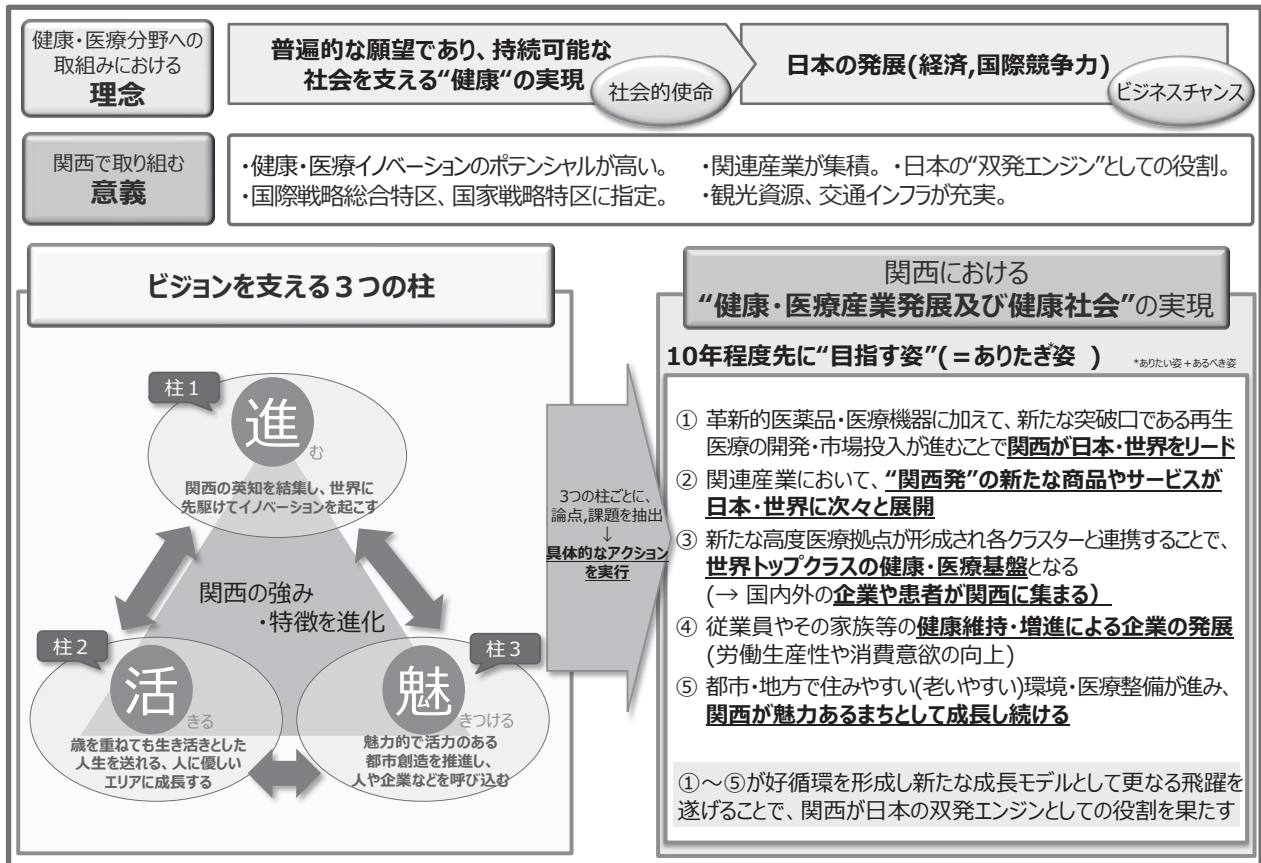 健康・医療分野への
取組みにおける
理念
普遍的な願望であり、持続可能な
社会を支える“健康“の実現
社会的使命
日本の発展(経済,国際競争力)
ビジネスチャンス
関西で取り組む
意義
・健康・医療イノベーションのポテンシャルが高い。 ・関連産業が集積。 ・日本の“双発エンジン”としての役割。
・国際戦略総合特区、国家戦略特区に指定。 ・観光資源、交通インフラが充実。
ビジョンを支える３つの柱
柱１
進
む
関西の英知を結集し、世界に
先駆けてイノベーションを起こす
関西の強み
・特徴を進化
柱２
活
きる
歳を重ねても生き活きとした
人生を送れる、人に優しい
エリアに成長する
柱３
魅
きつける
魅力的で活力のある
都市創造を推進し、
人や企業などを呼び込む
3つの柱ごとに、
論点,課題を抽出
↓
具体的なアクション
を実行
関西における
“健康・医療産業発展及び健康社会”の実現
10年程度先に“目指す姿”(＝ありたき*姿 )
*ありたい姿＋あるべき姿
① 革新的医薬品・医療機器に加えて、新たな突破口である再生
医療の開発・市場投入が進むことで関西が日本・世界をリード
② 関連産業において、“関西発”の新たな商品やサービスが
日本・世界に次々と展開
③ 新たな高度医療拠点が形成され各クラスターと連携することで、
世界トップクラスの健康・医療基盤となる
(→ 国内外の企業や患者が関西に集まる）
④ 従業員やその家族等の健康維持・増進による企業の発展
(労働生産性や消費意欲の向上)
⑤ 都市・地方で住みやすい(老いやすい)環境・医療整備が進み、
関西が魅力あるまちとして成長し続ける
①～⑤が好循環を形成し新たな成長モデルとして更なる飛躍を
遂げることで、関西が日本の双発エンジンとしての役割を果たす